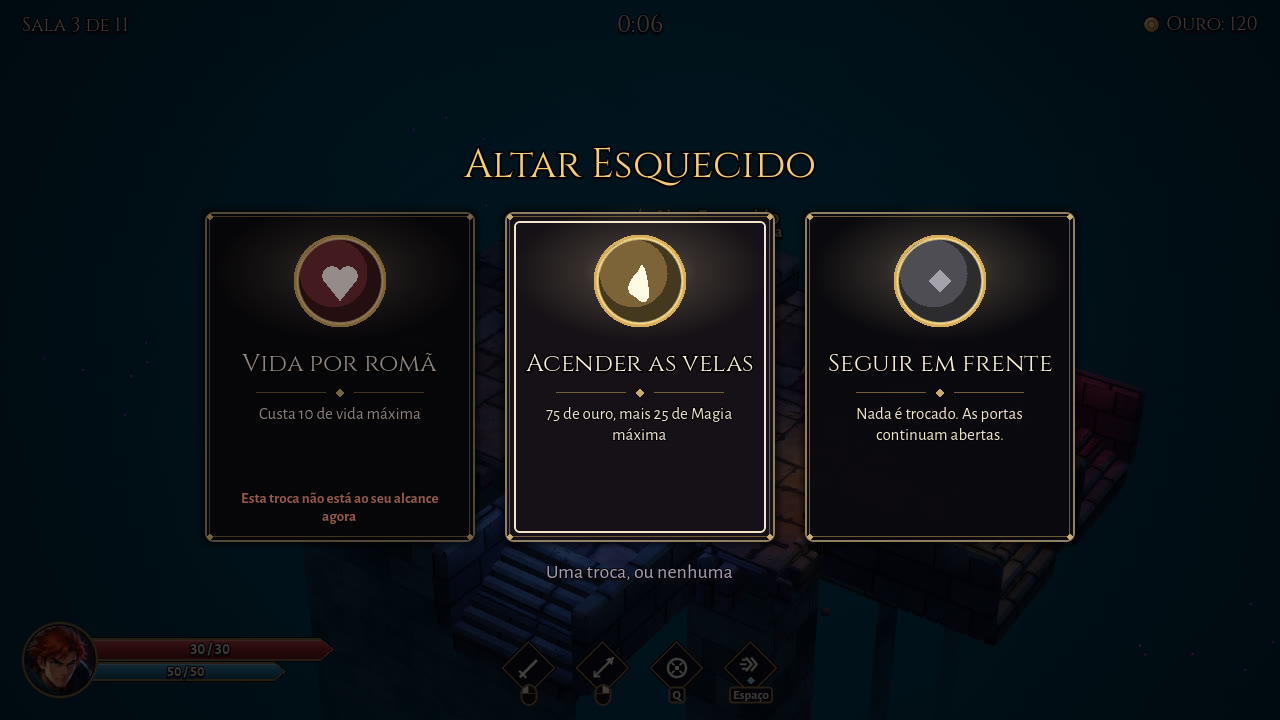 Sala 3 de 11
0:06
Ouro: 120
Altar Esquecido
Vida por romã
Custa 10 de vida máxima
Esta troca não está ao seu alcance
agora
Acender as velas
75 de ouro, mais 25 de Magia
máxima
Seguir em frente
Nada é trocado. As portas
continuam abertas.
Uma troca, ou nenhuma
30/30
50/50
Q
Espaço